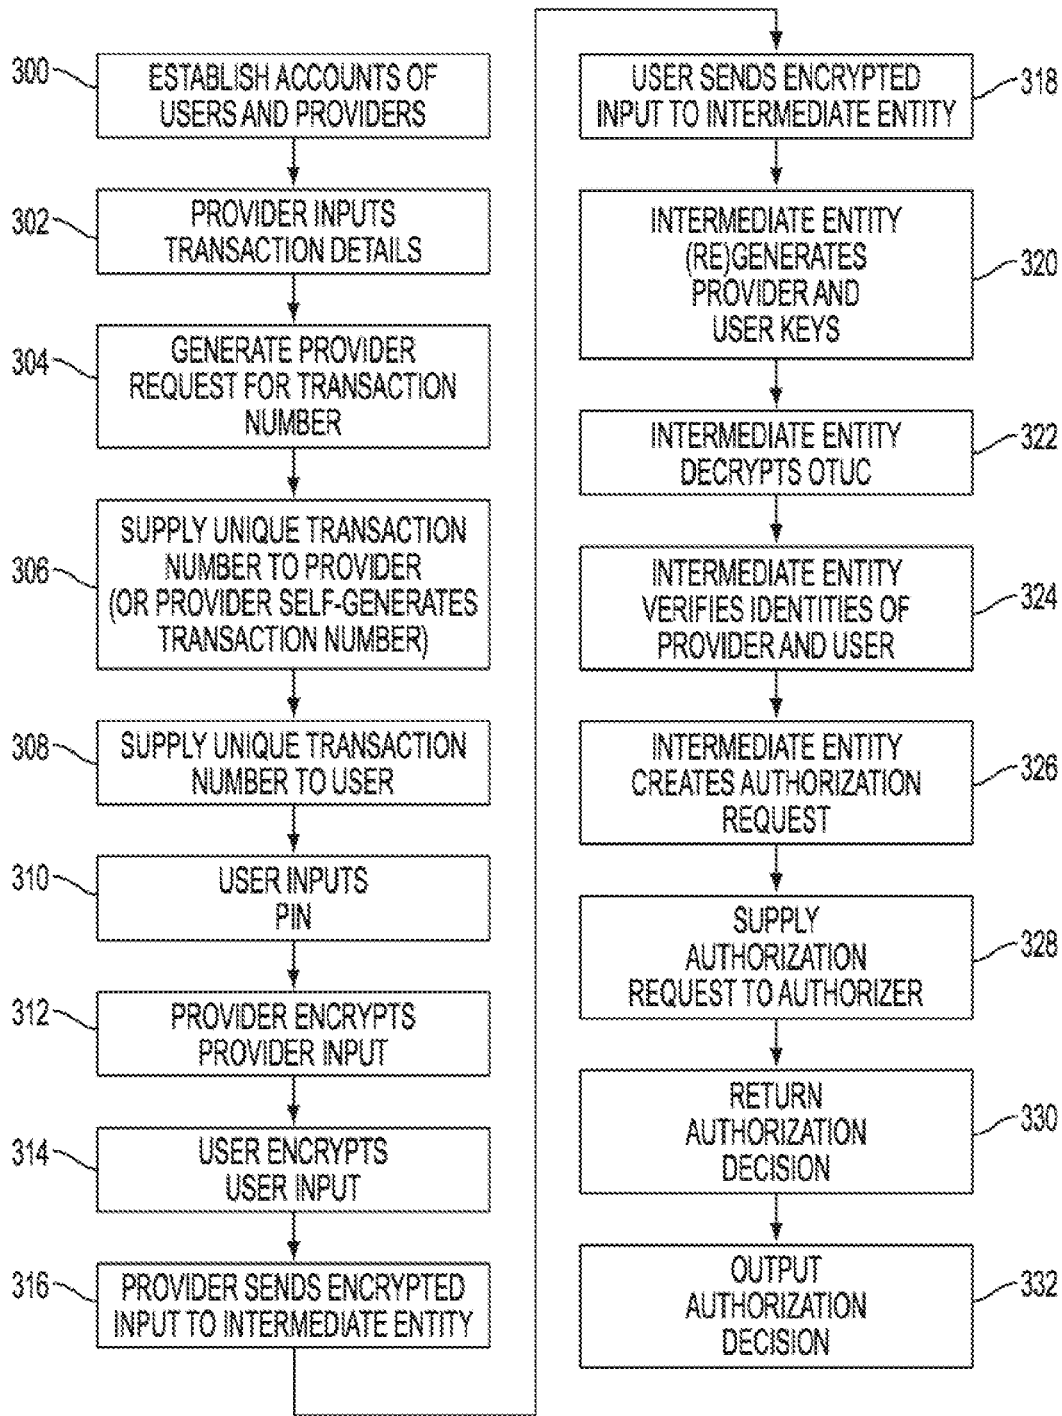 300
ESTABLISH ACCOUNTS OF
USERS AND PROVIDERS
302
PROVIDER INPUTS
TRANSACTION DETAILS
304
GENERATE PROVIDER
REQUEST FOR TRANSACTION
NUMBER
306
SUPPLY UNIQUE TRANSACTION
NUMBER TO PROVIDER
(OR PROVIDER SELF-GENERATES
TRANSACTION NUMBER)
308
SUPPLY UNIQUE TRANSACTION
NUMBER TO USER
310
USER INPUTS
PIN
312
PROVIDER ENCRYPTS
PROVIDER INPUT
314
USER ENCRYPTS
USER INPUT
316
PROVIDER SENDS ENCRYPTED
INPUT TO INTERMEDIATE ENTITY
318
USER SENDS ENCRYPTED
INPUT TO INTERMEDIATE ENTITY
320
INTERMEDIATE ENTITY
(RE)GENERATES
PROVIDER AND
USER KEYS
322
INTERMEDIATE ENTITY
DECRYPTS OTUC
324
INTERMEDIATE ENTITY
VERIFIES IDENTITIES OF
PROVIDER AND USER
326
INTERMEDIATE ENTITY
CREATES AUTHORIZATION
REQUEST
328
SUPPLY
AUTHORIZATION
REQUEST TO AUTHORIZER
330
RETURN
AUTHORIZATION
DECISION
332
OUTPUT
AUTHORIZATION
DECISION